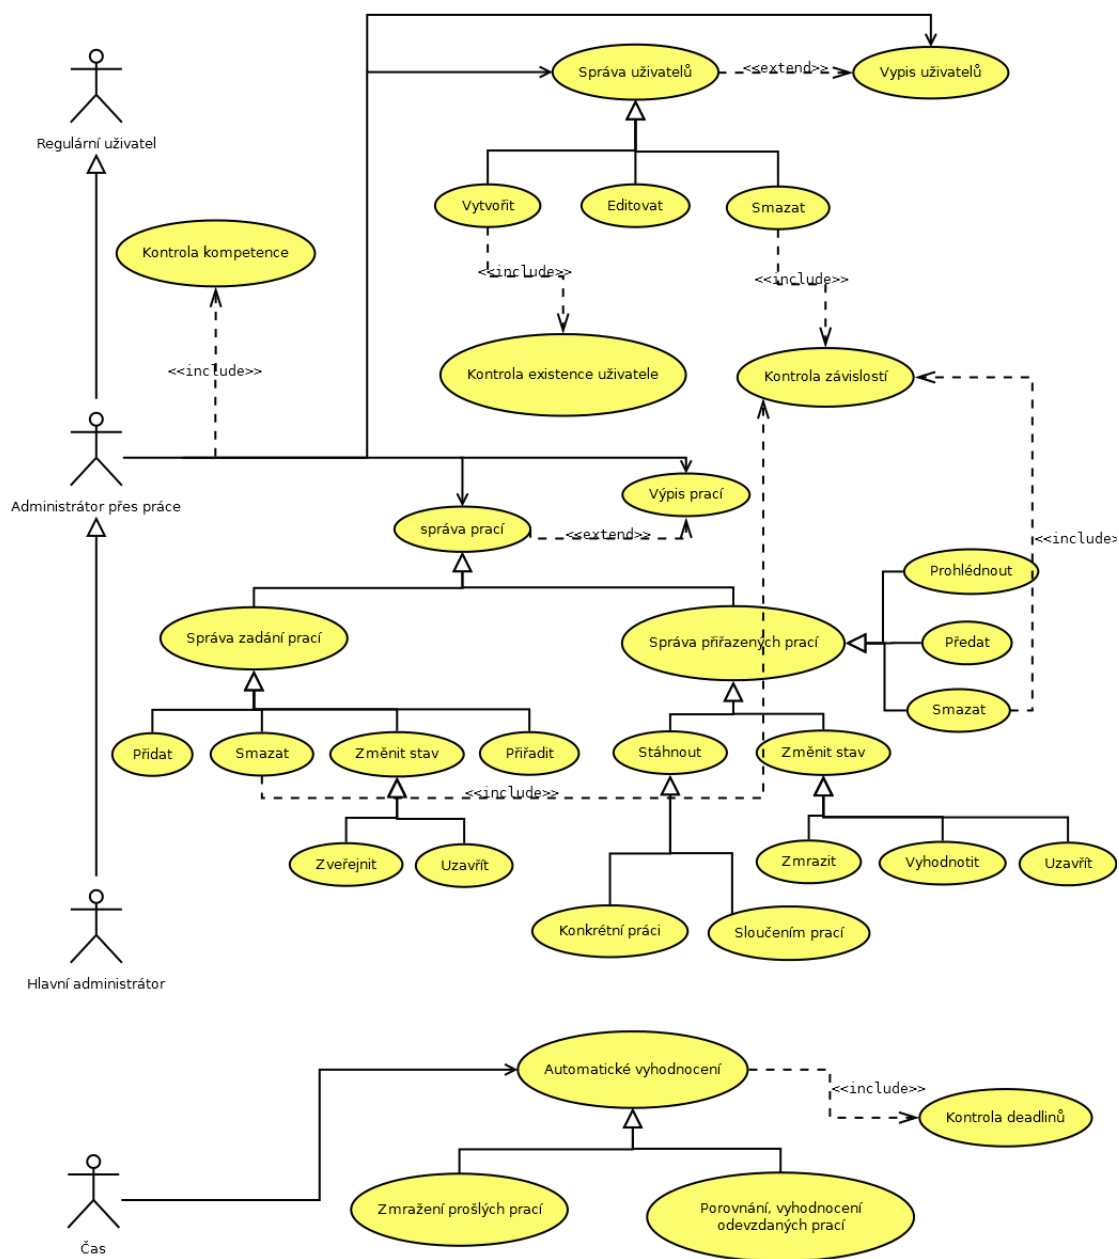 Správa uživatelů
<<extend>>
Vypis uživatelů
Regulární uživatel
Vytvořit
Editovat
Smazat
Kontrola kompetence
<<include>>
<<include>>
<<include>>
Kontrola existence uživatele
Kontrola závislostí
Administrátor přes práce
Výpis prací
správa prací
<<extend>>
<<include>
Prohlédnout
Správa zadání prací
Správa přiřazených prací
Předat
Smazat
Přidat
Smazat
Změnit stav
Přiřadit
Stáhnout
Změnit stav
<<include>>
Zveřejnit
Uzavřít
Zmrazit
Vyhodnotit
Uzavřít
Konkrétní práci
Sloučením prací
Hlavní administrátor
Automatické vyhodnocení
<<include>>
Kontrola deadlinů
Zmražení prošlých prací
Porovnání, vyhodnocení
odevzdaných prací
Čas